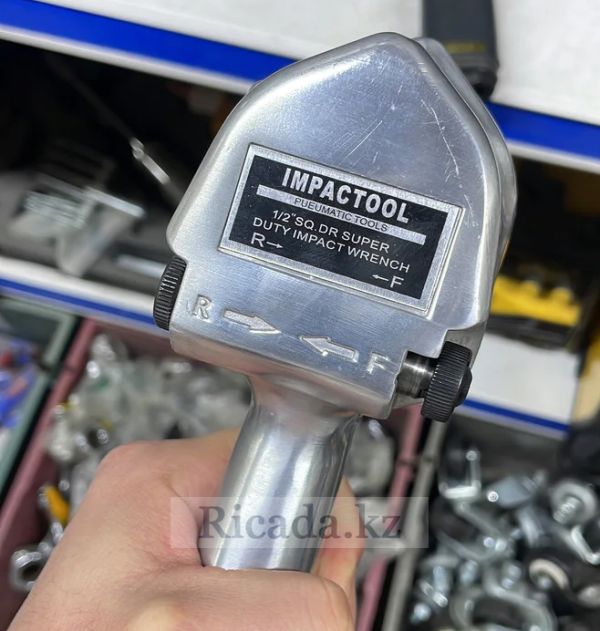 IMPACTOOL
PUEUMATIC TOOLS
1/2"SQ. DR SUPER
DUTY IMPACT WRENCH
R→
←F
R → ← F
Ricada.kz